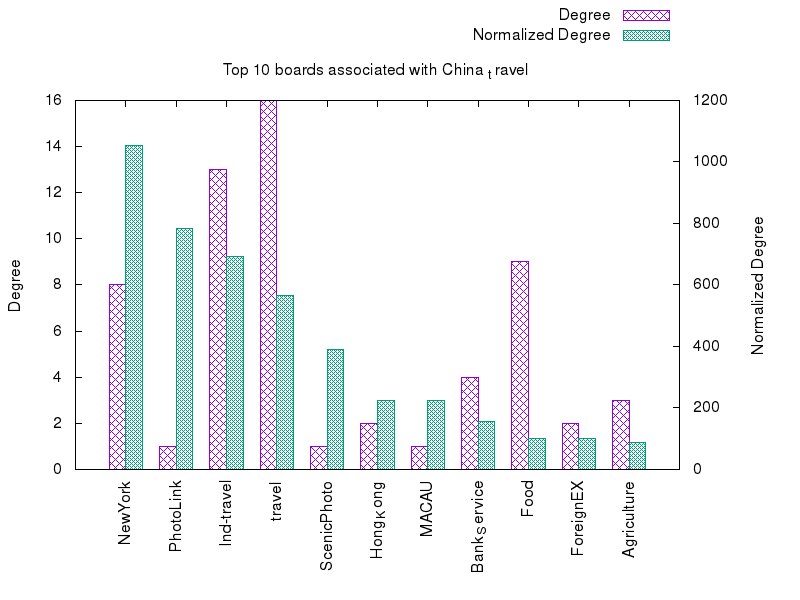 Degree
Normalized Degree
Top 10 boards associated with China t ravel
16
14
12
10
8
6
4
2
0
Degree
1200
1000
800
600
400
200
0
Normalized Degree
NewYork
PhotoLink
Ind-travel
travel
ScenicPhoto
HongKong
MACAU
BankService
Food
ForeignEX
Agriculture